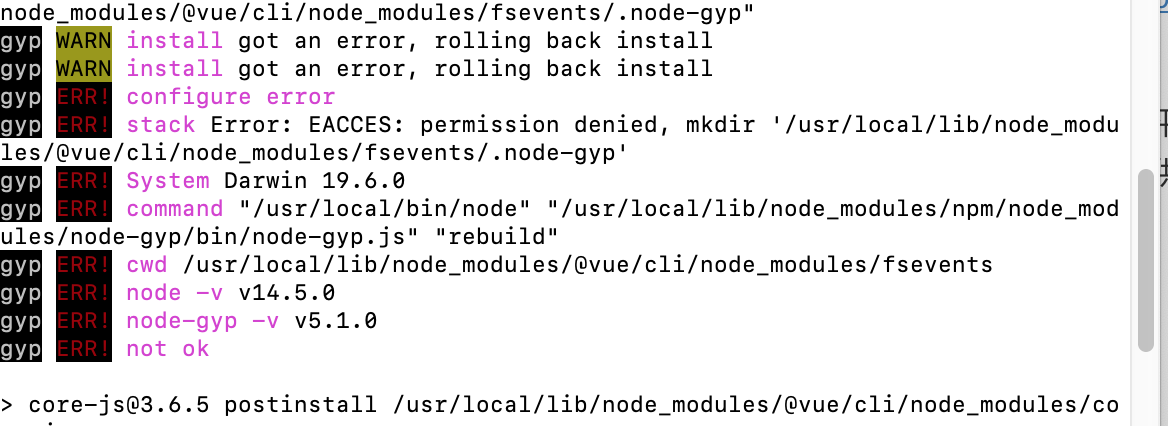 node_modules/@vue/cli/node_modules/fsevents/.node-gyp"
gyp WARN install got an error, rolling back install
gyp WARN install got an error, rolling back install
gyp ERR! configure error
gyp ERR! stack Error: EACCES: permission denied, mkdir '/usr/local/lib/node_modu
les/@vue/cli/node_modules/fsevents/.node-gyp'
gyp ERR! System Darwin 19.6.0
gyp ERR! command "/usr/local/bin/node" "/usr/local/lib/node_modules/npm/node_mod
ules/node-gyp/bin/node-gyp.js" "rebuild"
gyp ERR! cwd /usr/local/lib/node_modules/@vue/cli/node_modules/fsevents
gyp ERR! node -v v14.5.0
gyp ERR! node-gyp -v v5.1.0
gyp ERR! not ok
> core-js@3.6.5 postinstall /usr/local/lib/node_modules/@vue/cli/node_modules/co